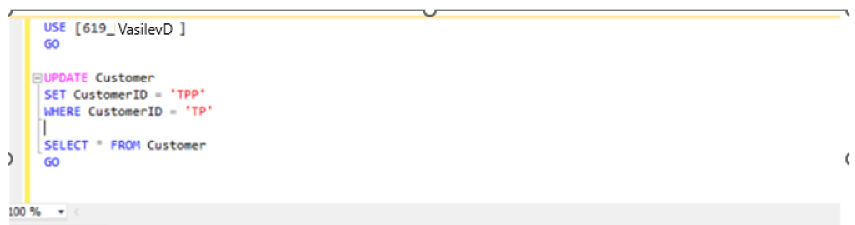 USE [619_VasilevD ]
GO
UPDATE Customer
SET CustomerID = 'TPP'
WHERE CustomerID = 'TP'
SELECT * FROM Customer
GO
100 %